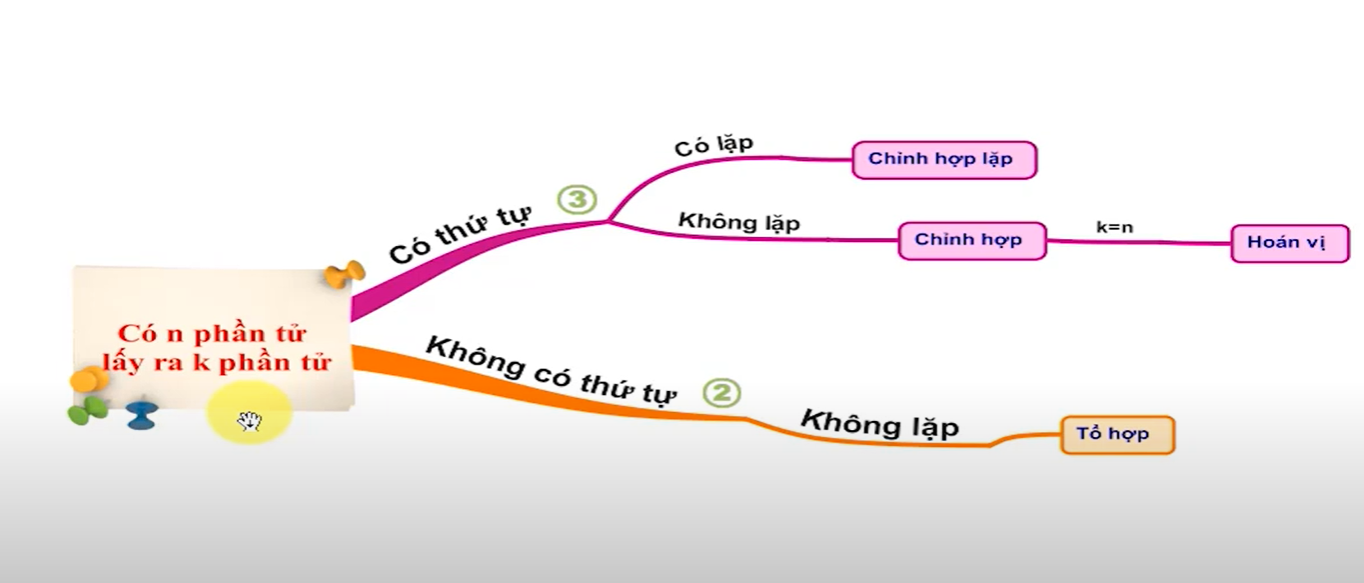 Có n phần tử
lấy ra k phần tử
Có thứ tự
③
Có lặp
Chỉnh hợp lặp
Không lặp
Chỉnh hợp
k=n
Hoán vị
Không có thứ tự
②
Không lặp
Tổ hợp